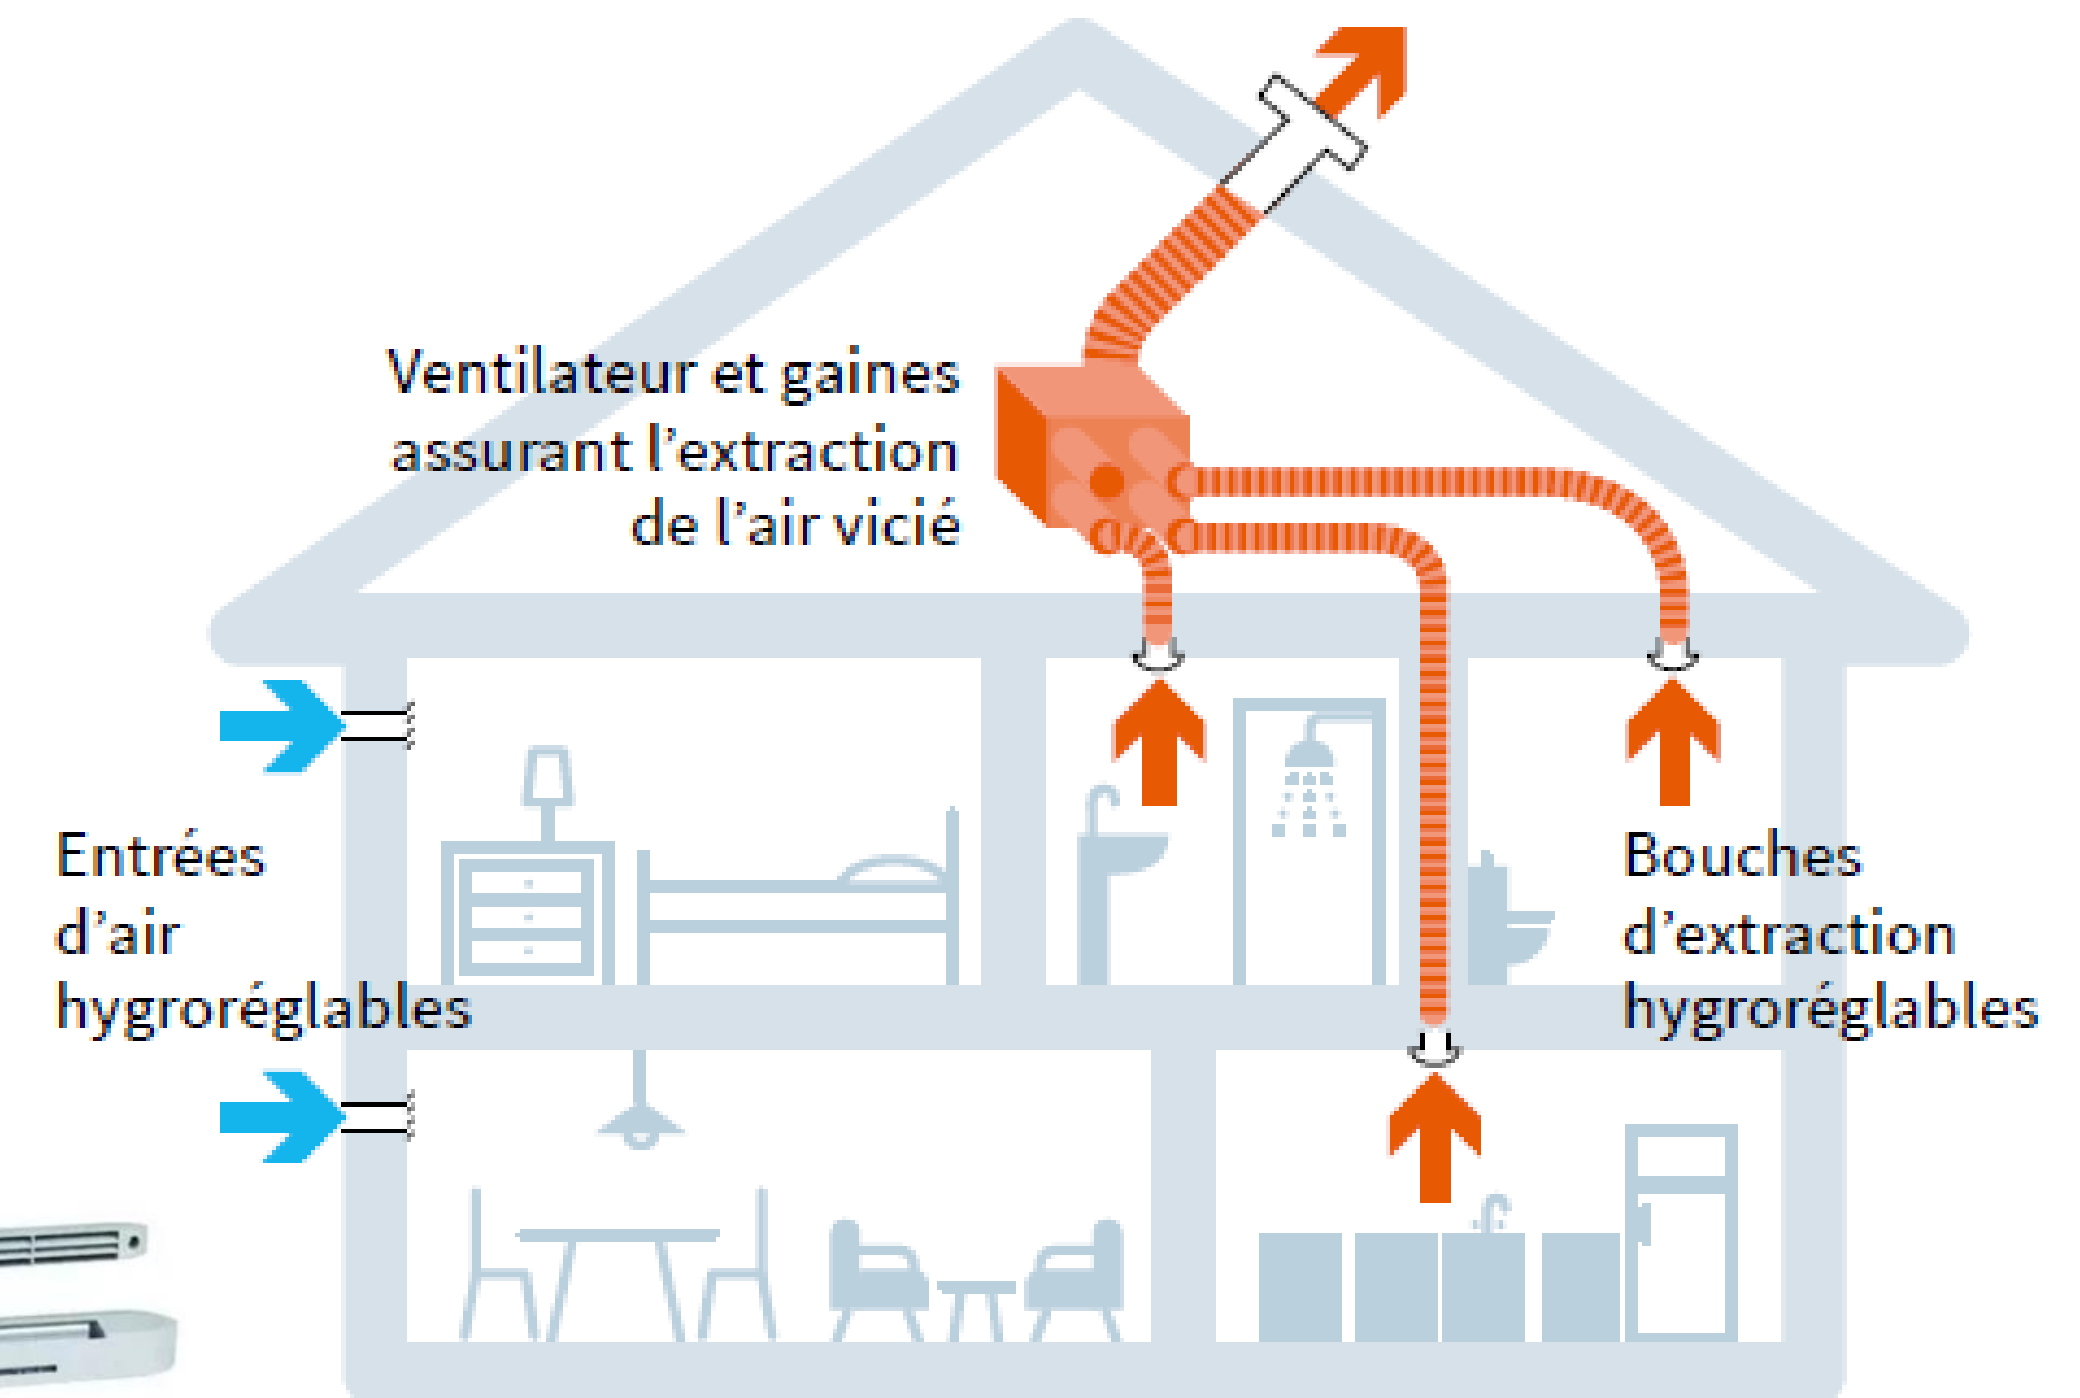 Ventilateur et gaines
assurant l’extraction
de l’air vicié
Entrées
d’air
hygroréglables
Bouches
d’extraction
hygroréglables